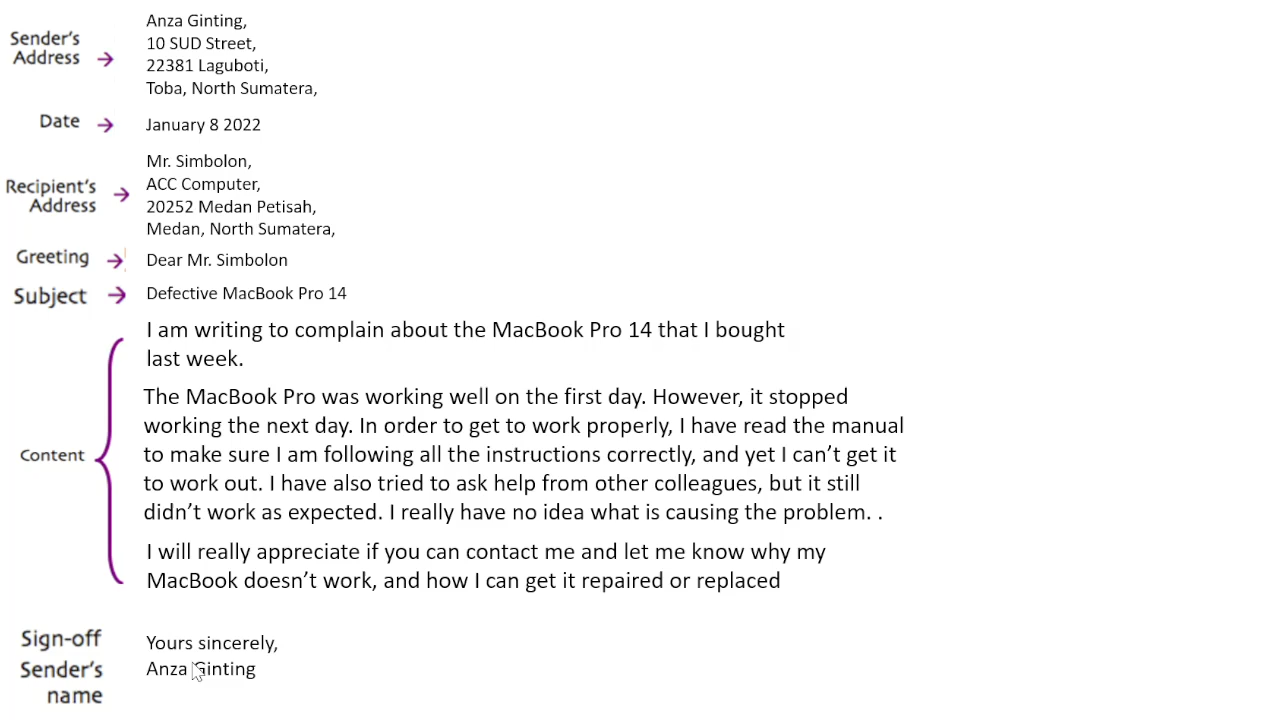 Sender's
Address →
Anza Ginting,
10 SUD Street,
22381 Laguboti,
Toba, North Sumatera,
Date →
January 8 2022
Recipient's
Address →
Mr. Simbolon,
ACC Computer,
20252 Medan Petisah,
Medan, North Sumatera,
Greeting →
Dear Mr. Simbolon
Subject →
Defective MacBook Pro 14
Content
I am writing to complain about the MacBook Pro 14 that I bought
last week.
The MacBook Pro was working well on the first day. However, it stopped
working the next day. In order to get to work properly, I have read the manual
to make sure I am following all the instructions correctly, and yet I can't get it
to work out. I have also tried to ask help from other colleagues, but it still
didn't work as expected. I really have no idea what is causing the problem. .
I will really appreciate if you can contact me and let me know why my
MacBook doesn't work, and how I can get it repaired or replaced
Sign-off
Yours sincerely,
Sender's
name
Anza Ginting